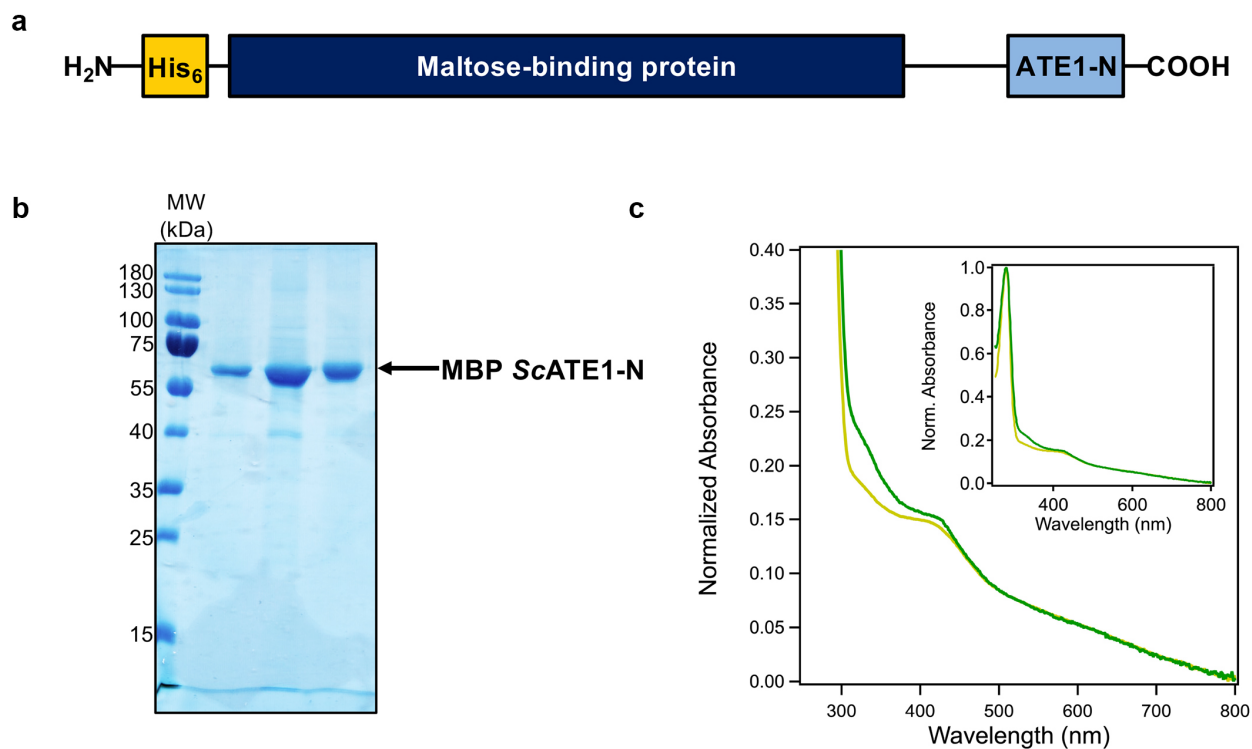 a
H₂N His₆ Maltose-binding protein ATE1-N COOH
b
MW
(kDa)
180
130
100
75
55
40
35
25
15
MBP ScATE1-N
c
Normalized Absorbance
0.40
0.35
0.30
0.25
0.20
0.15
0.10
0.05
0.00
300 400 500 600 700 800
Wavelength (nm)
Norm. Absorbance
1.0
0.8
0.6
0.4
0.2
0.0
400 600 800
Wavelength (nm)